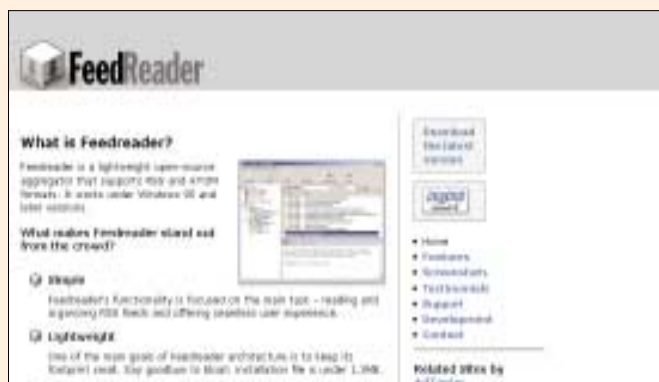 FeedReader
What is Feedreader?
Feedreader is a lightweight open-source
aggregator that supports RSS and ATOM
formats. It works under Windows 95 and
later versions.
What makes Feedreader stand out
from the crowd?
Simple
Feedreader's functionality is focused on the main task - reading and
organizing RSS feeds and offering seamless user experience.
Lightweight
One of the main goals of Feedreader architecture is to keep its
footprint small. Say goodbye to bloat: installation file is under 1.3MB.
Download
the latest
version
Home
Features
Screenshots
Testimonials
Support
Development
Contact
Related Sites by